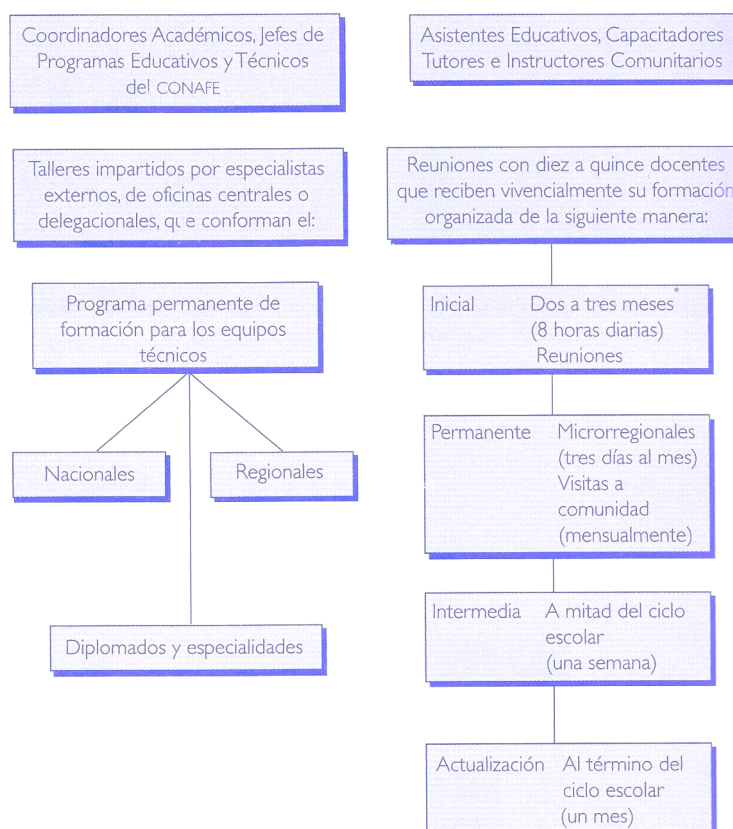 Coordinadores Académicos, Jefes de
Programas Educativos y Técnicos
del CONAFE
Talleres impartidos por especialistas
externos, de oficinas centrales o
delegacionales, que conforman el:
Programa permanente de
formación para los equipos
técnicos
Nacionales
Regionales
Diplomados y especialidades
Asistentes Educativos, Capacitadores
Tutores e Instructores Comunitarios
Reuniones con diez a quince docentes
que reciben vivencialmente su formación
organizada de la siguiente manera:
Inicial Dos a tres meses
(8 horas diarias)
Reuniones
Permanente Microrregionales
(tres días al mes)
Visitas a
comunidad
(mensualmente)
Intermedia A mitad del ciclo
escolar
(una semana)
Actualización Al término del
ciclo escolar
(un mes)